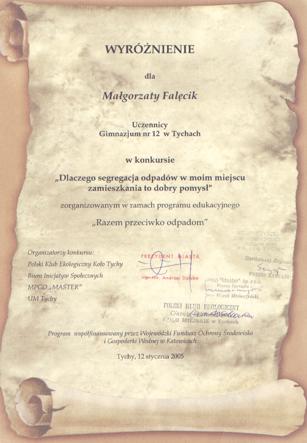 WYRÓŻNIENIE
dla
Małgorzaty Falęcik
Uczennicy
Gimnazjum nr 12 w Tychach
w konkursie
„Dlaczego segregacja odpadów w moim miejscu
zamieszkania to dobry pomysł”
zorganizowanym w ramach programu edukacyjnego
„Razem przeciwko odpadom”
Organizatorzy konkursu:
Polski Klub Ekologiczny Koło Tychy
Biuro Inicjatyw Społecznych
MPGO „MASTER”
UM Tychy
PREZYDENT MIASTA
Andrzej
POLSKI KLUB EKOLOGICZNY
Program współfinansowany przez Wojewódzki Fundusz Ochrony Środowiska
i Gospodarki Wodnej w Katowicach
Tychy, 12 stycznia 2005